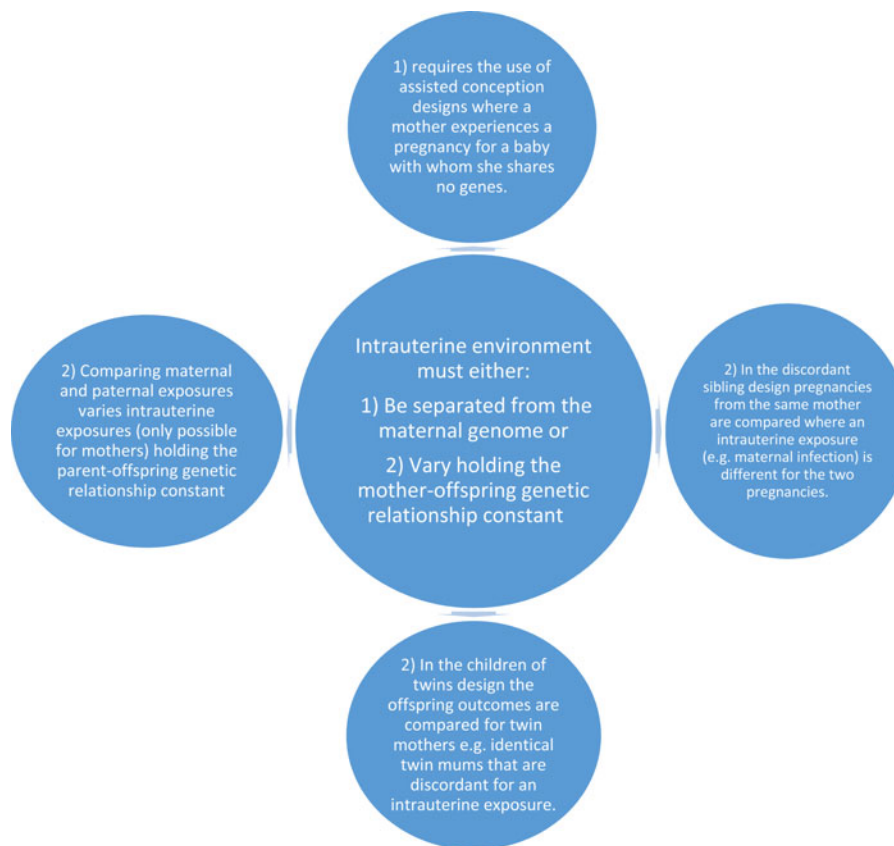 1) requires the use of
assisted conception
designs where a
mother experiences a
pregnancy for a baby
with whom she shares
no genes.
Intrauterine environment
must either:
1) Be separated from the
maternal genome or
2) Vary holding the
mother-offspring genetic
relationship constant
2) Comparing maternal
and paternal exposures
varies intrauterine
exposures (only possible
for mothers) holding the
parent-offspring genetic
relationship constant
2) In the discordant
sibling design pregnancies
from the same mother
are compared where an
intrauterine exposure
(e.g. maternal infection) is
different for the two
pregnancies.
2) In the children of
twins design the
offspring outcomes are
compared for twin
mothers e.g. identical
twin mums that are
discordant for an
intrauterine exposure.